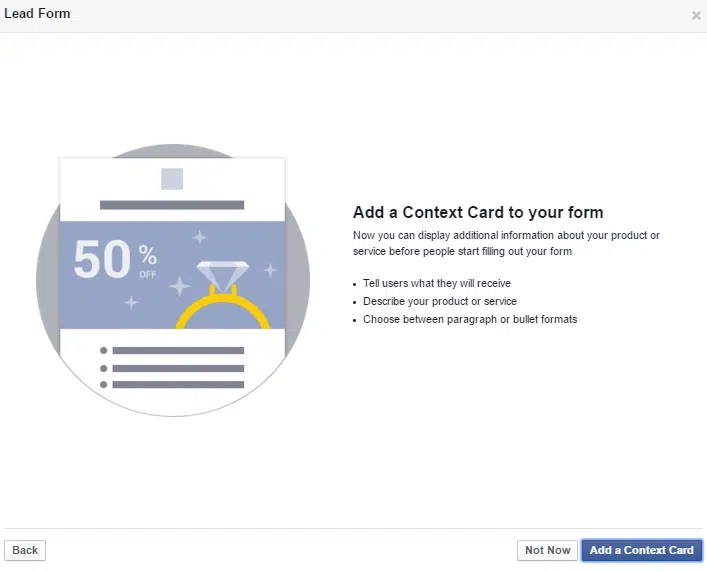 Lead Form
50 % OFF
Add a Context Card to your form
Now you can display additional information about your product or
service before people start filling out your form
Tell users what they will receive
Describe your product or service
Choose between paragraph or bullet formats
Back
Not Now
Add a Context Card